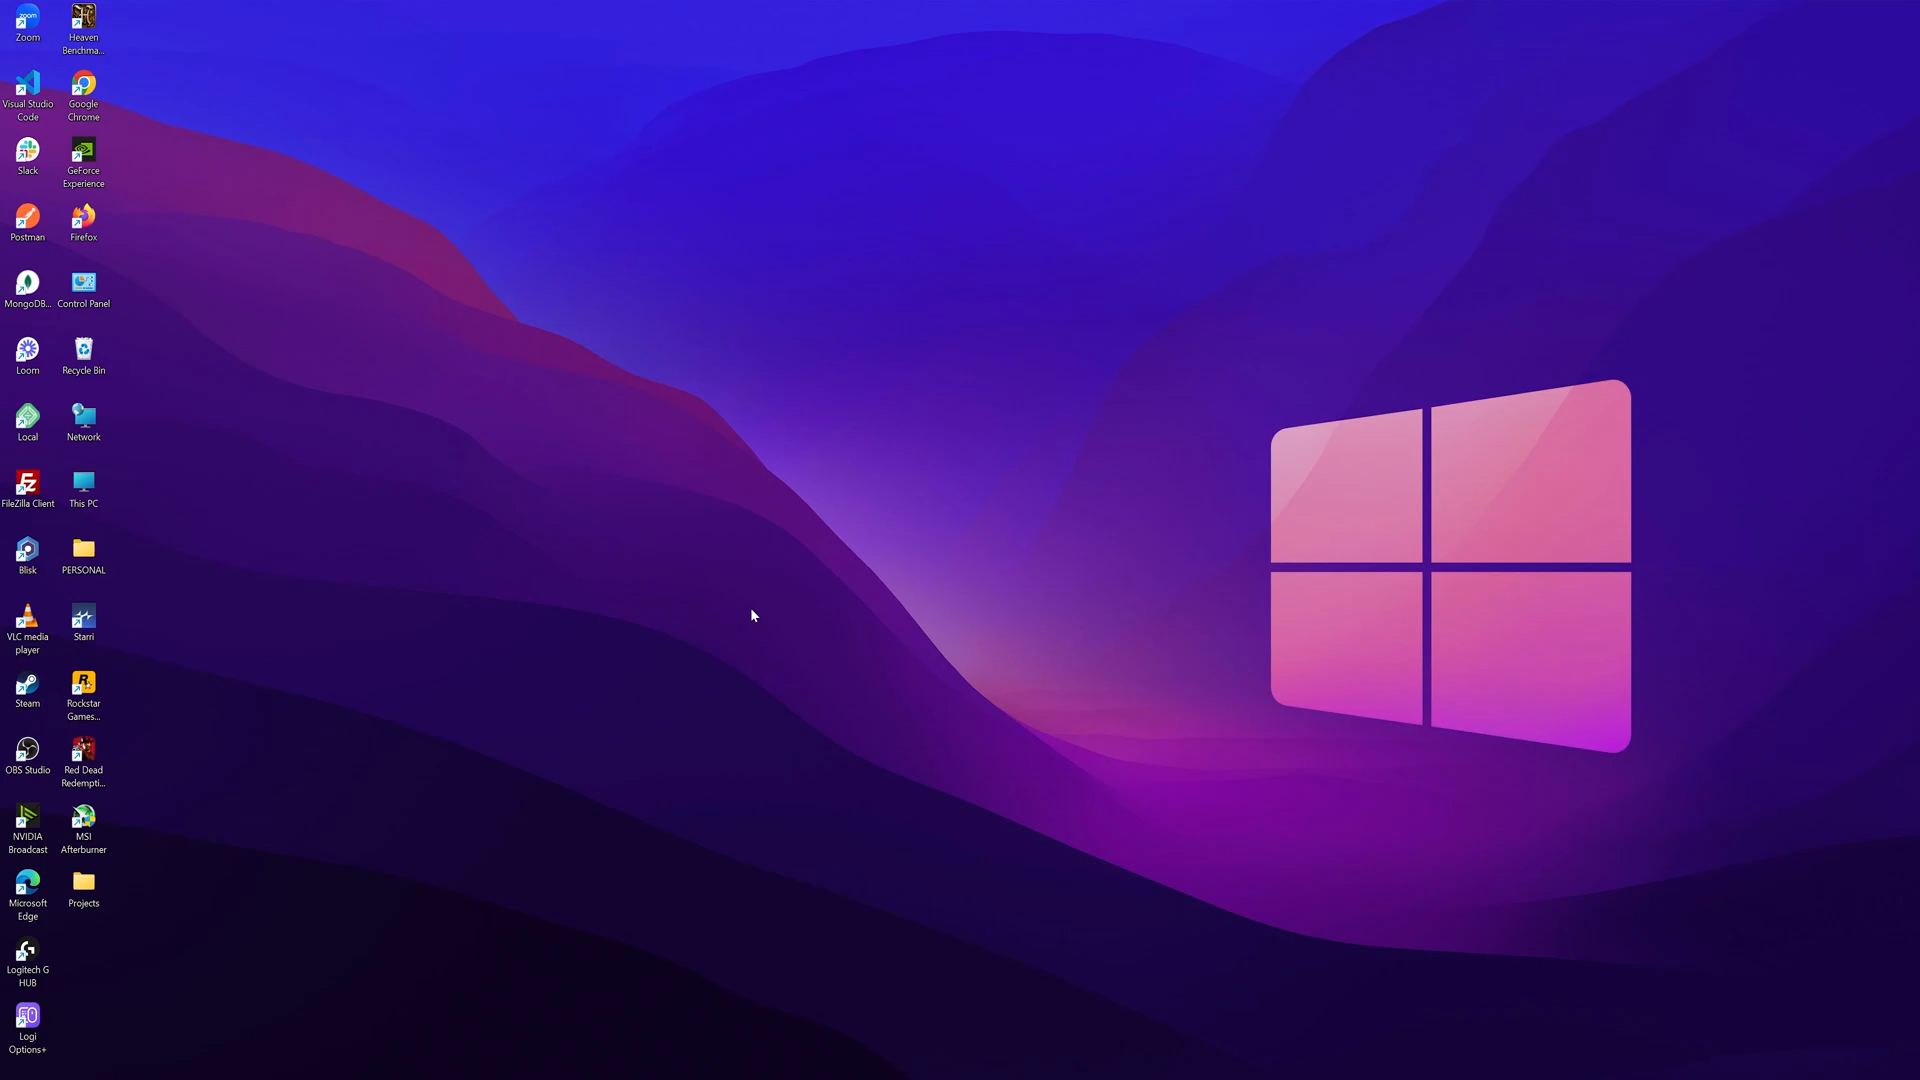 zoom
Zoom
Visual Studio
Code
Slack
Postman
MongoDB...
Loom
Local
FileZilla Client
Blisk
VLC media
player
Steam
OBS Studio
NVIDIA
Broadcast
Microsoft
Edge
Logitech G
HUB
Logi
Options+
Heaven
Benchma...
Google
Chrome
GeForce
Experience
Firefox
Control Panel
Recycle Bin
Network
This PC
PERSONAL
Starri
Rockstar
Games...
Red Dead
Redempti...
MSI
Afterburner
Projects